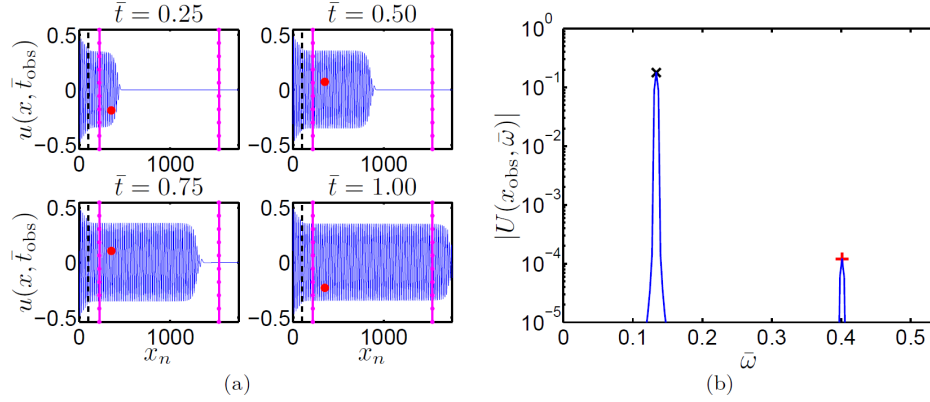 t̄ = 0.25
t̄ = 0.50
u(x, t̄obs)
0.5
0
−0.5
0 1000
0.5
0
−0.5
0 1000
t̄ = 0.75
t̄ = 1.00
u(x, t̄obs)
0.5
0
−0.5
0 1000
xn
0.5
0
−0.5
0 1000
xn
(a)
|U(xobs, ω̄)|
10^0
10^−1
10^−2
10^−3
10^−4
10^−5
0 0.1 0.2 0.3 0.4 0.5
ω̄
(b)